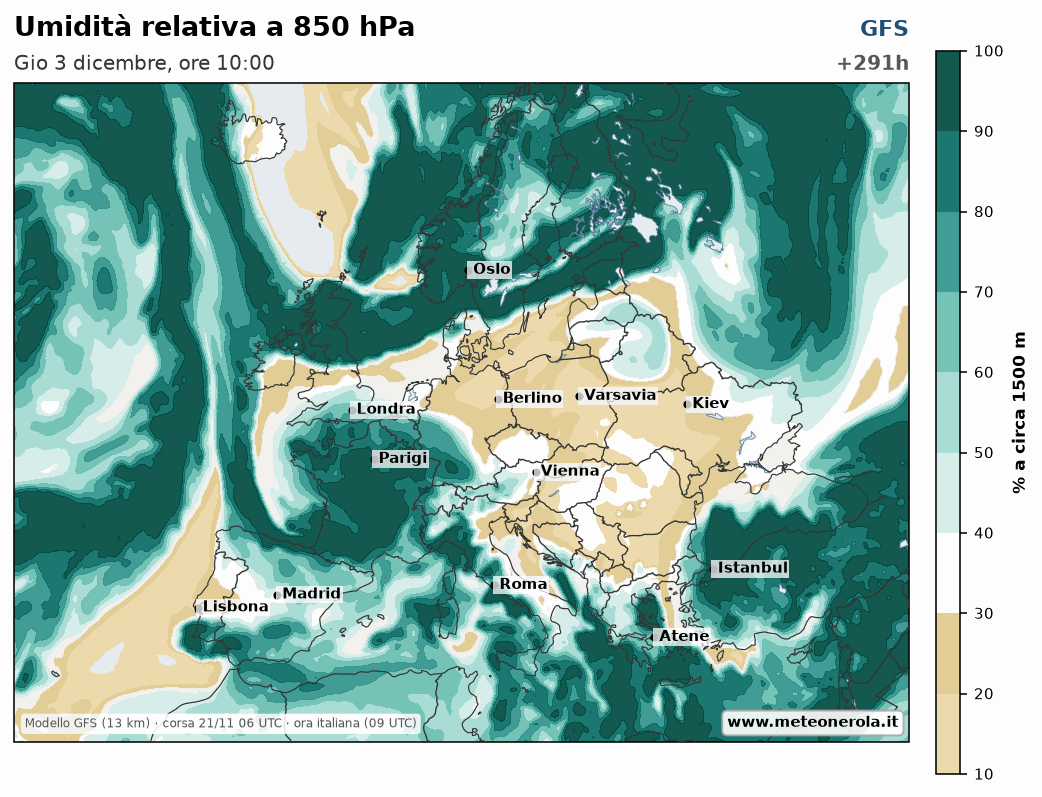 Umidità relativa a 850 hPa
GFS
Gio 3 dicembre, ore 10:00
+291h
100
90
80
70
60
50
40
30
20
10
% a circa 1500 m
Oslo
Berlino
Varsavia
Kiev
Londra
Parigi
Vienna
Istanbul
Roma
Madrid
Lisbona
Atene
Modello GFS (13 km) · corsa 21/11 06 UTC · ora italiana (09 UTC)
www.meteonerola.it